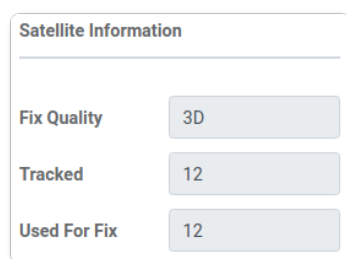 Satellite Information
Fix Quality 3D
Tracked 12
Used For Fix 12